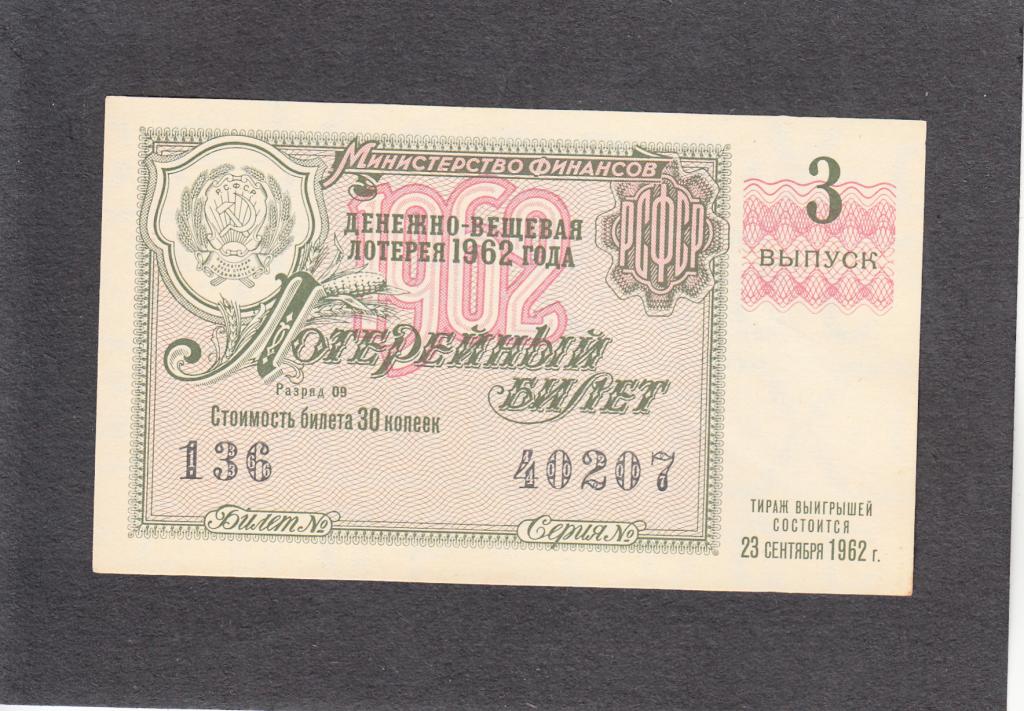 Министерство финансов
РСФСР
1962
РСФСР
Денежно-вещевая
лотерея 1962 года
Лотерейный
билет
Разряд 09
Стоимость билета 30 копеек
136
40207
Билет №
Серия №
3
ВЫПУСК
ТИРАЖ ВЫИГРЫШЕЙ
СОСТОИТСЯ
23 СЕНТЯБРЯ 1962 г.